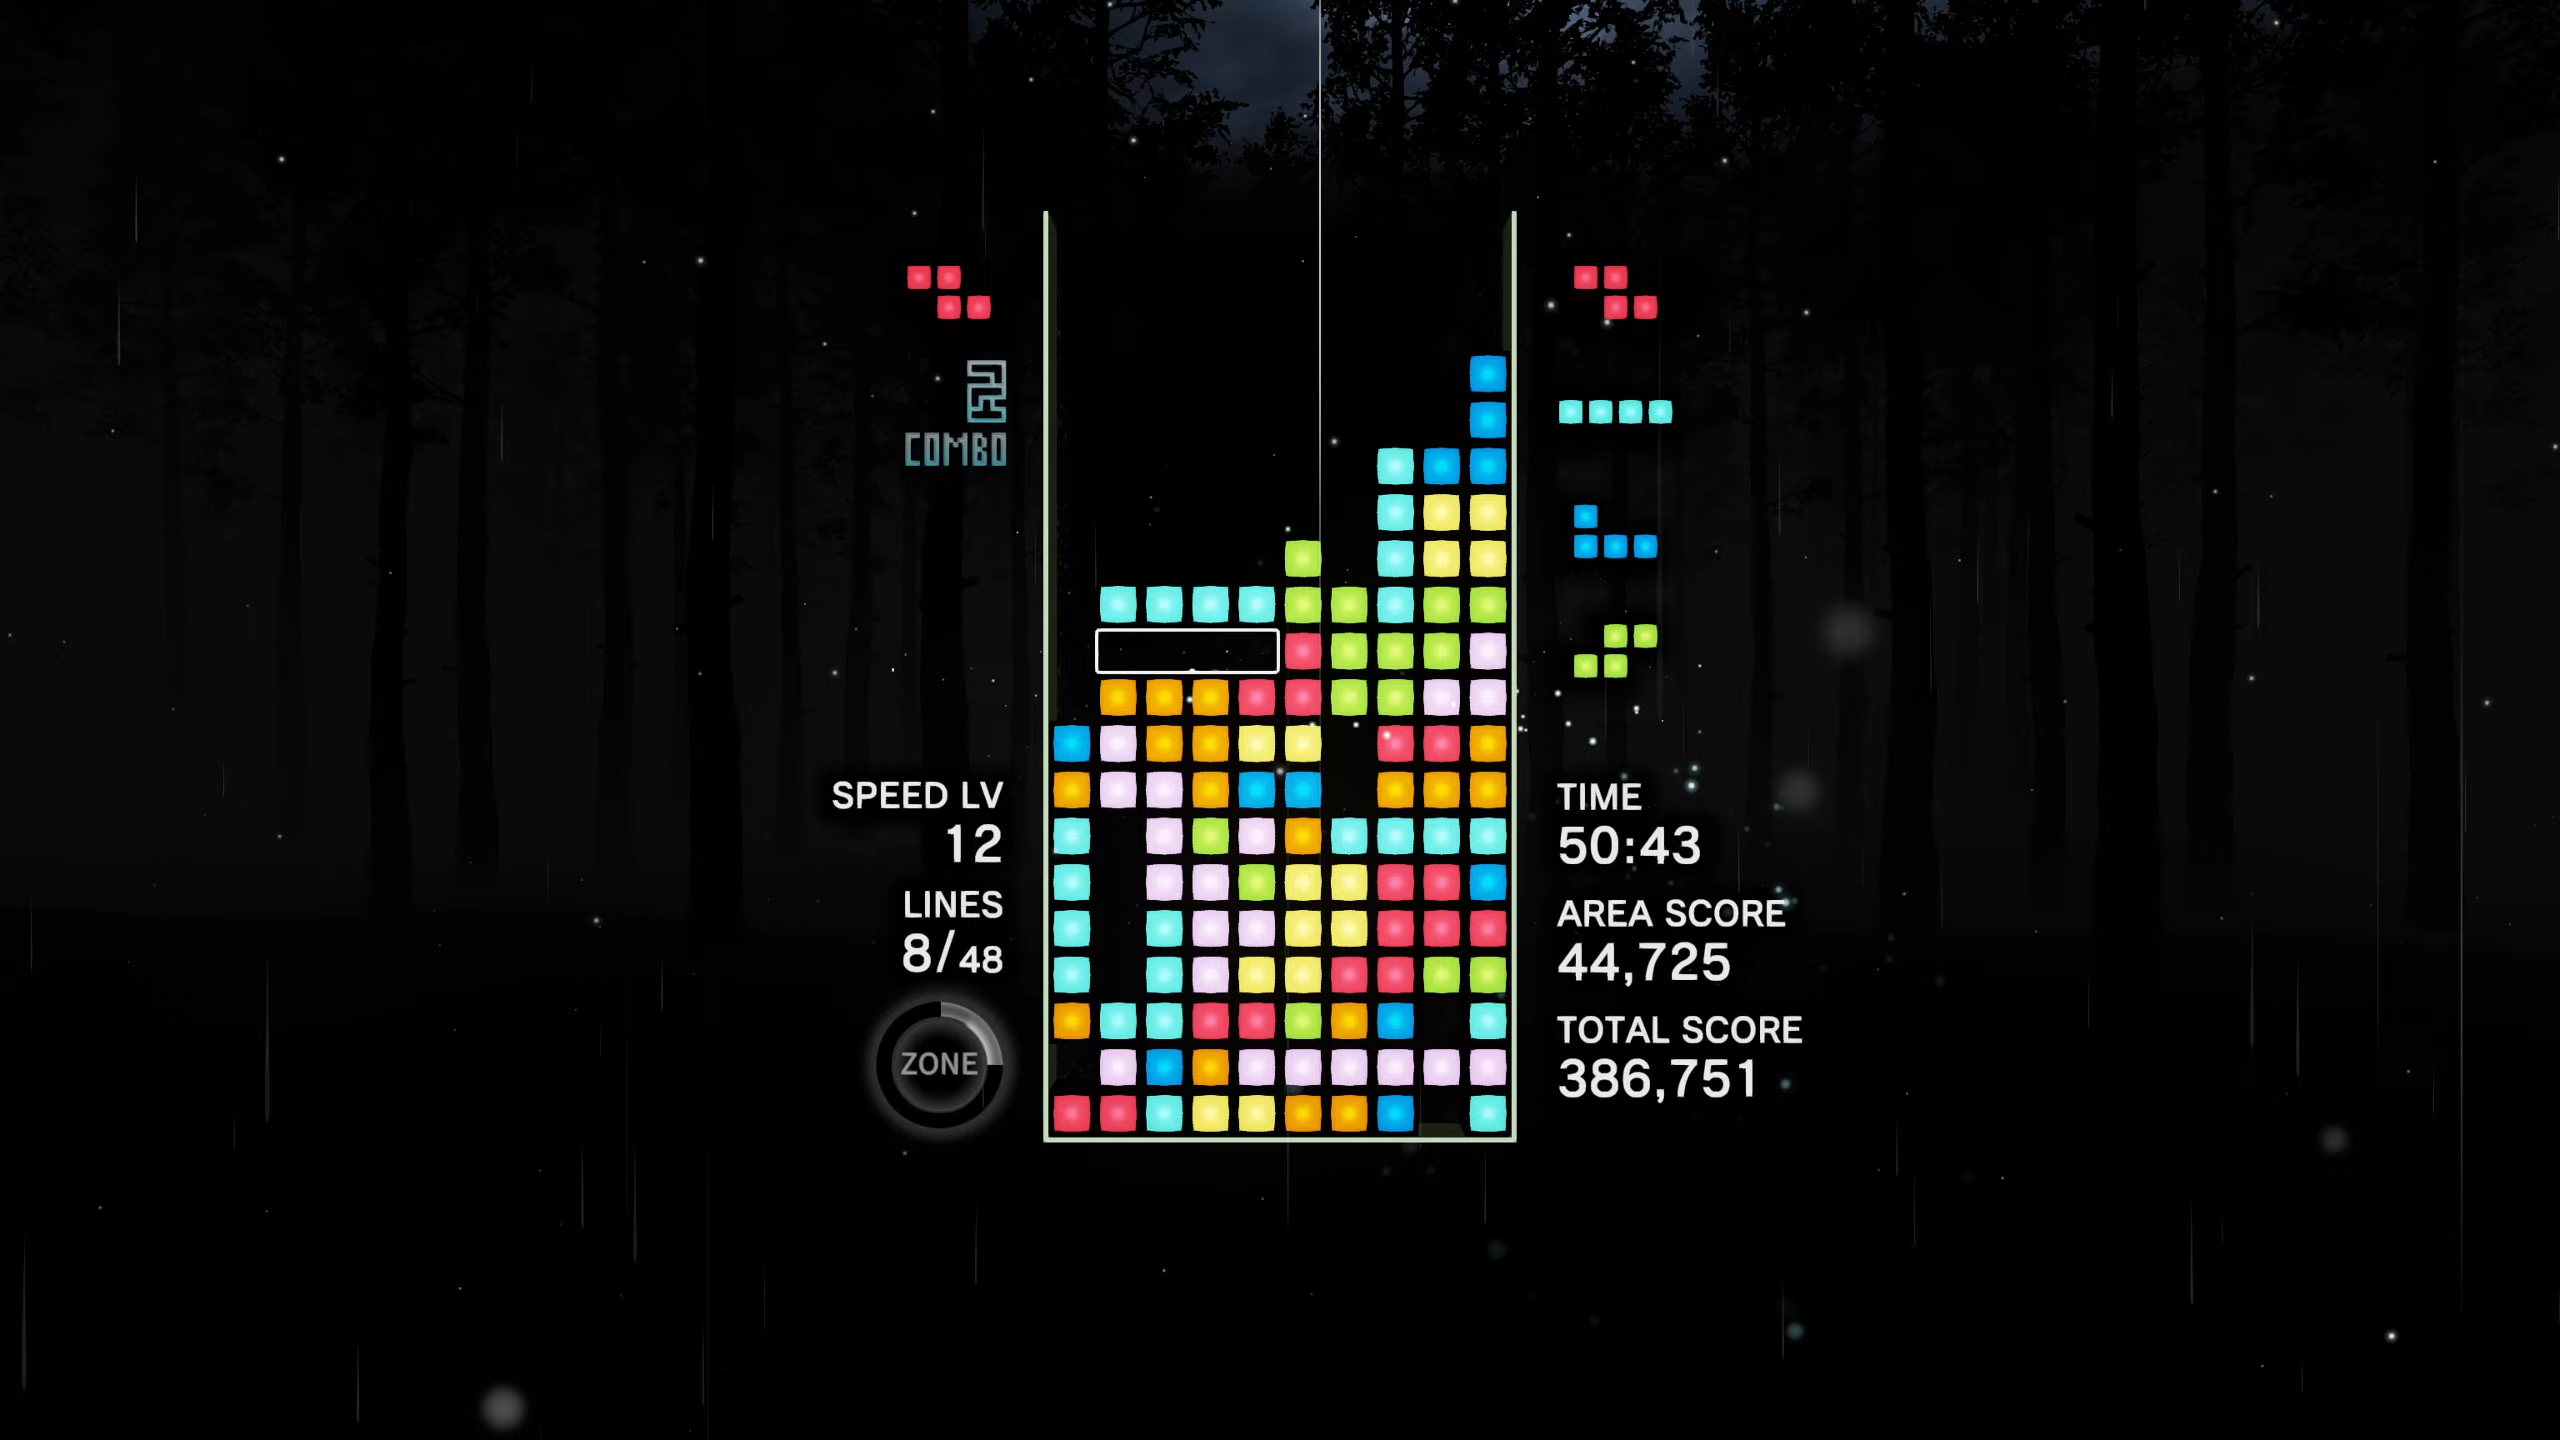 2
COMBO
SPEED LV
12
LINES
8/48
ZONE
TIME
50:43
AREA SCORE
44,725
TOTAL SCORE
386,751